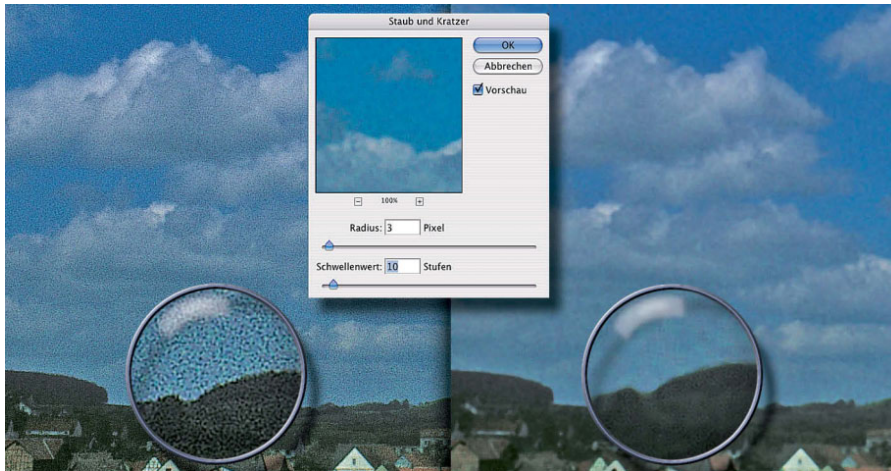 Staub und Kratzer
OK
Abbrechen
Vorschau
100%
Radius: 3 Pixel
Schwellenwert: 10 Stufen